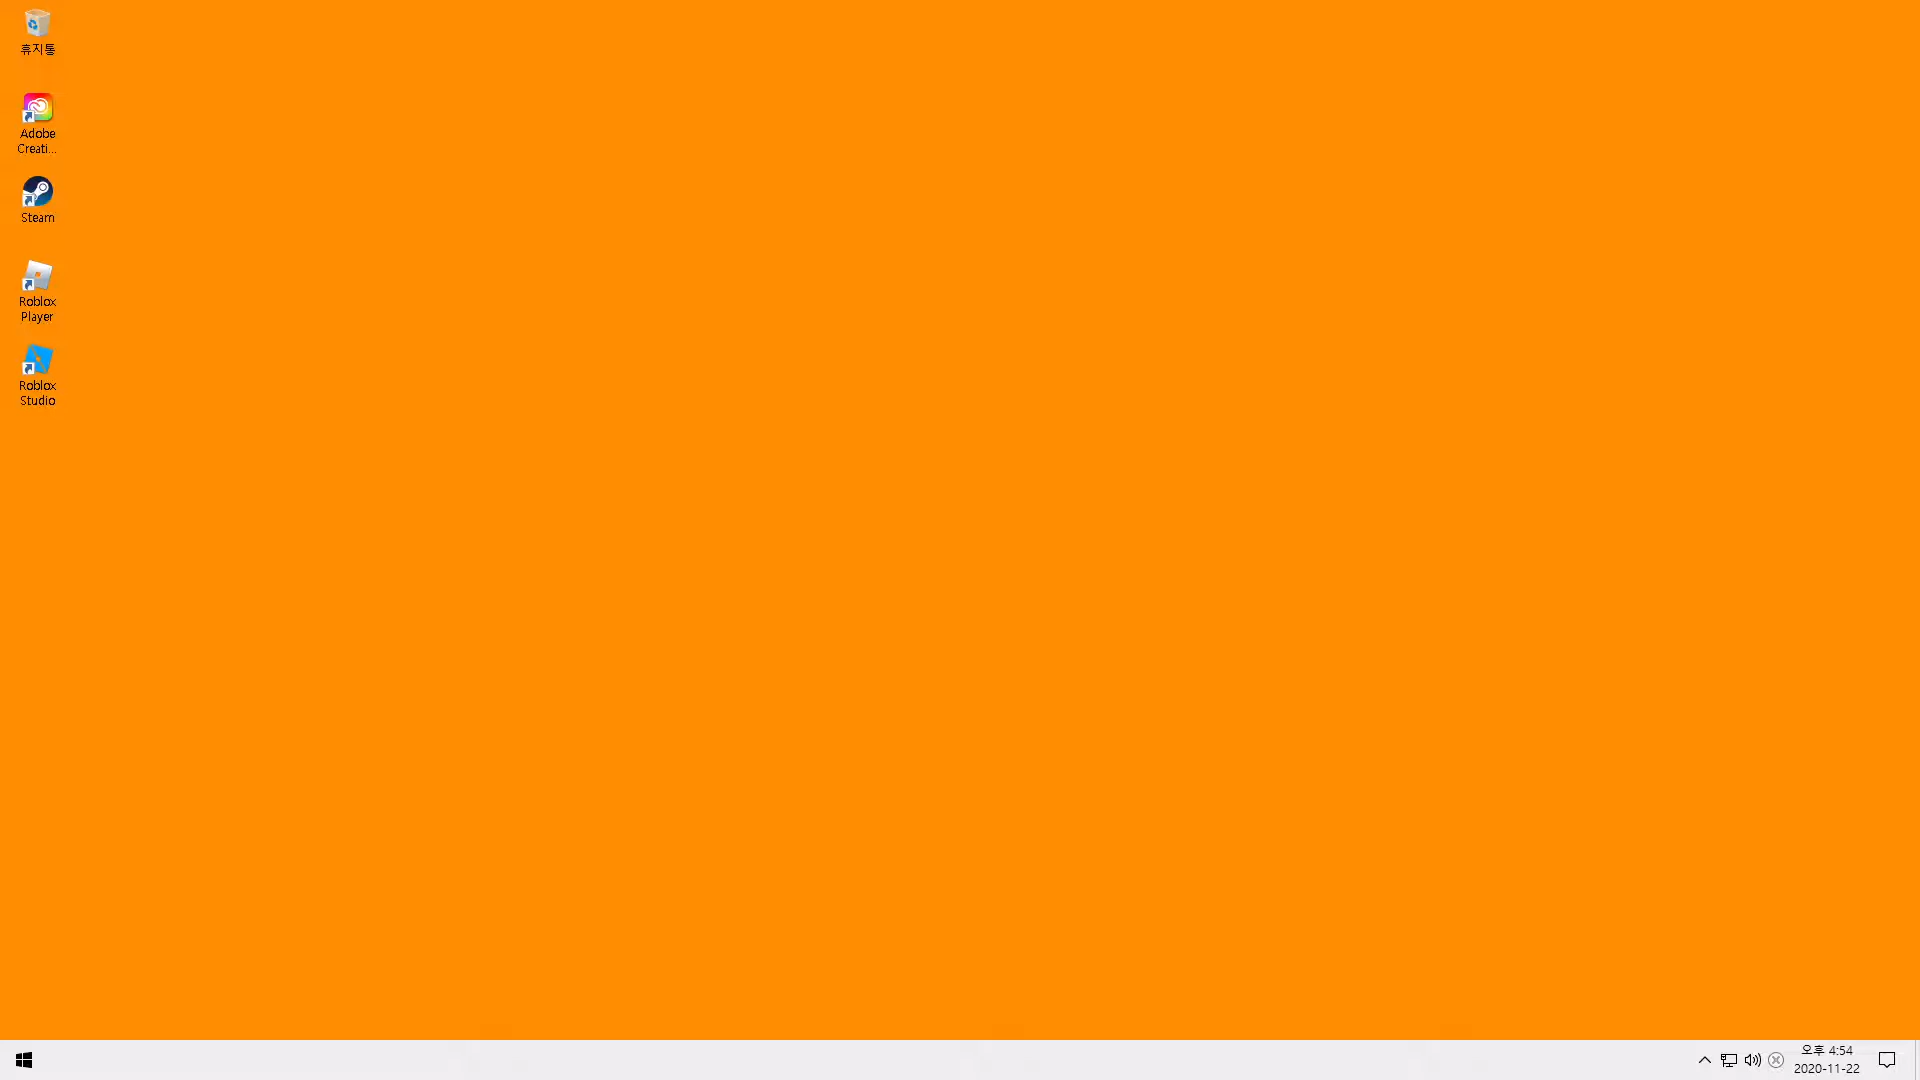 휴지통
Adobe
Creati...
Steam
Roblox
Player
Roblox
Studio
오후 4:54
2020-11-22